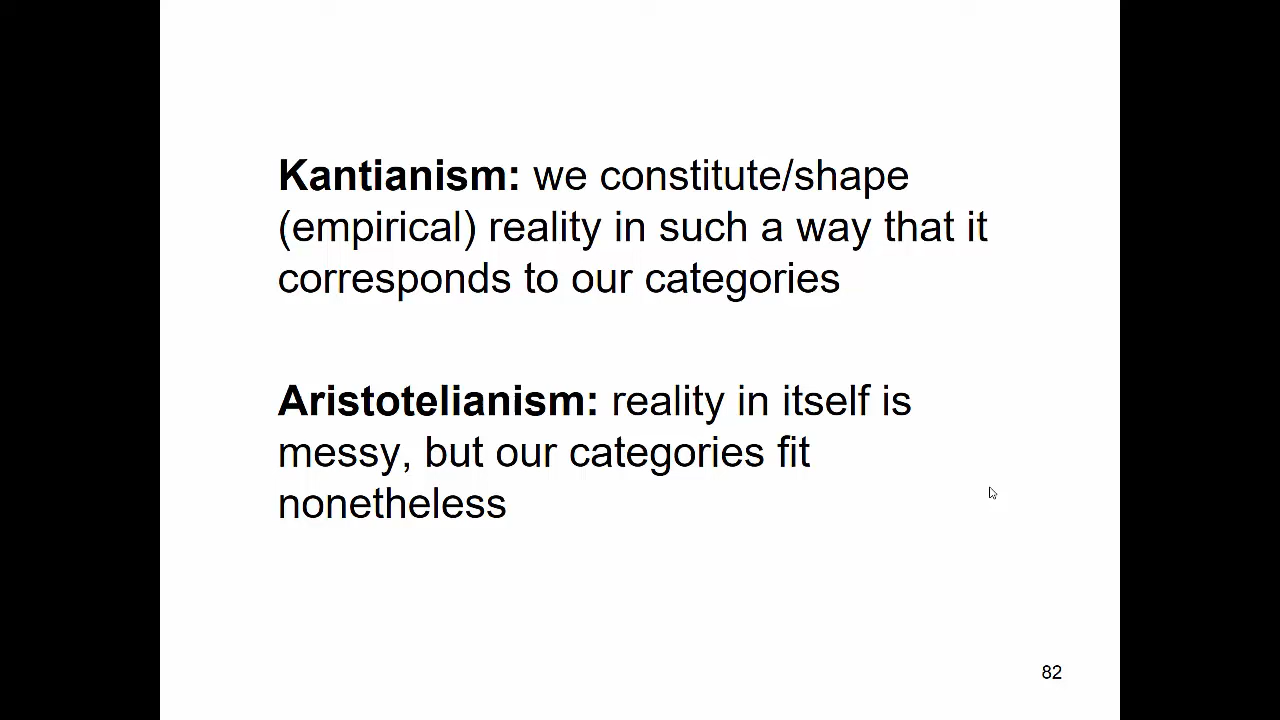 Kantianism: we constitute/shape
(empirical) reality in such a way that it
corresponds to our categories
Aristotelianism: reality in itself is
messy, but our categories fit
nonetheless
82